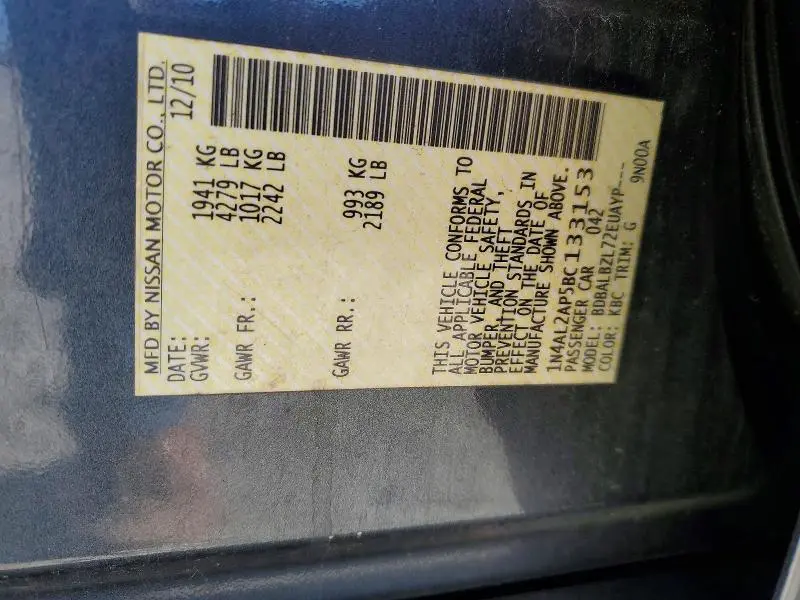 MFD BY NISSAN MOTOR CO., LTD.
DATE: 12/10
GVWR: 1941 KG
4279 LB
GAWR FR.: 1017 KG
2242 LB
GAWR RR.: 993 KG
2189 LB
THIS VEHICLE CONFORMS TO
ALL APPLICABLE FEDERAL
MOTOR VEHICLE SAFETY,
BUMPER, AND THEFT
PREVENTION STANDARDS IN
EFFECT ON THE DATE OF
MANUFACTURE SHOWN ABOVE.
1N4AL2AP5BC133153
PASSENGER CAR 042
MODEL: BDBALBZL72EUAYP---
COLOR: KBC TRIM: G 9N00A